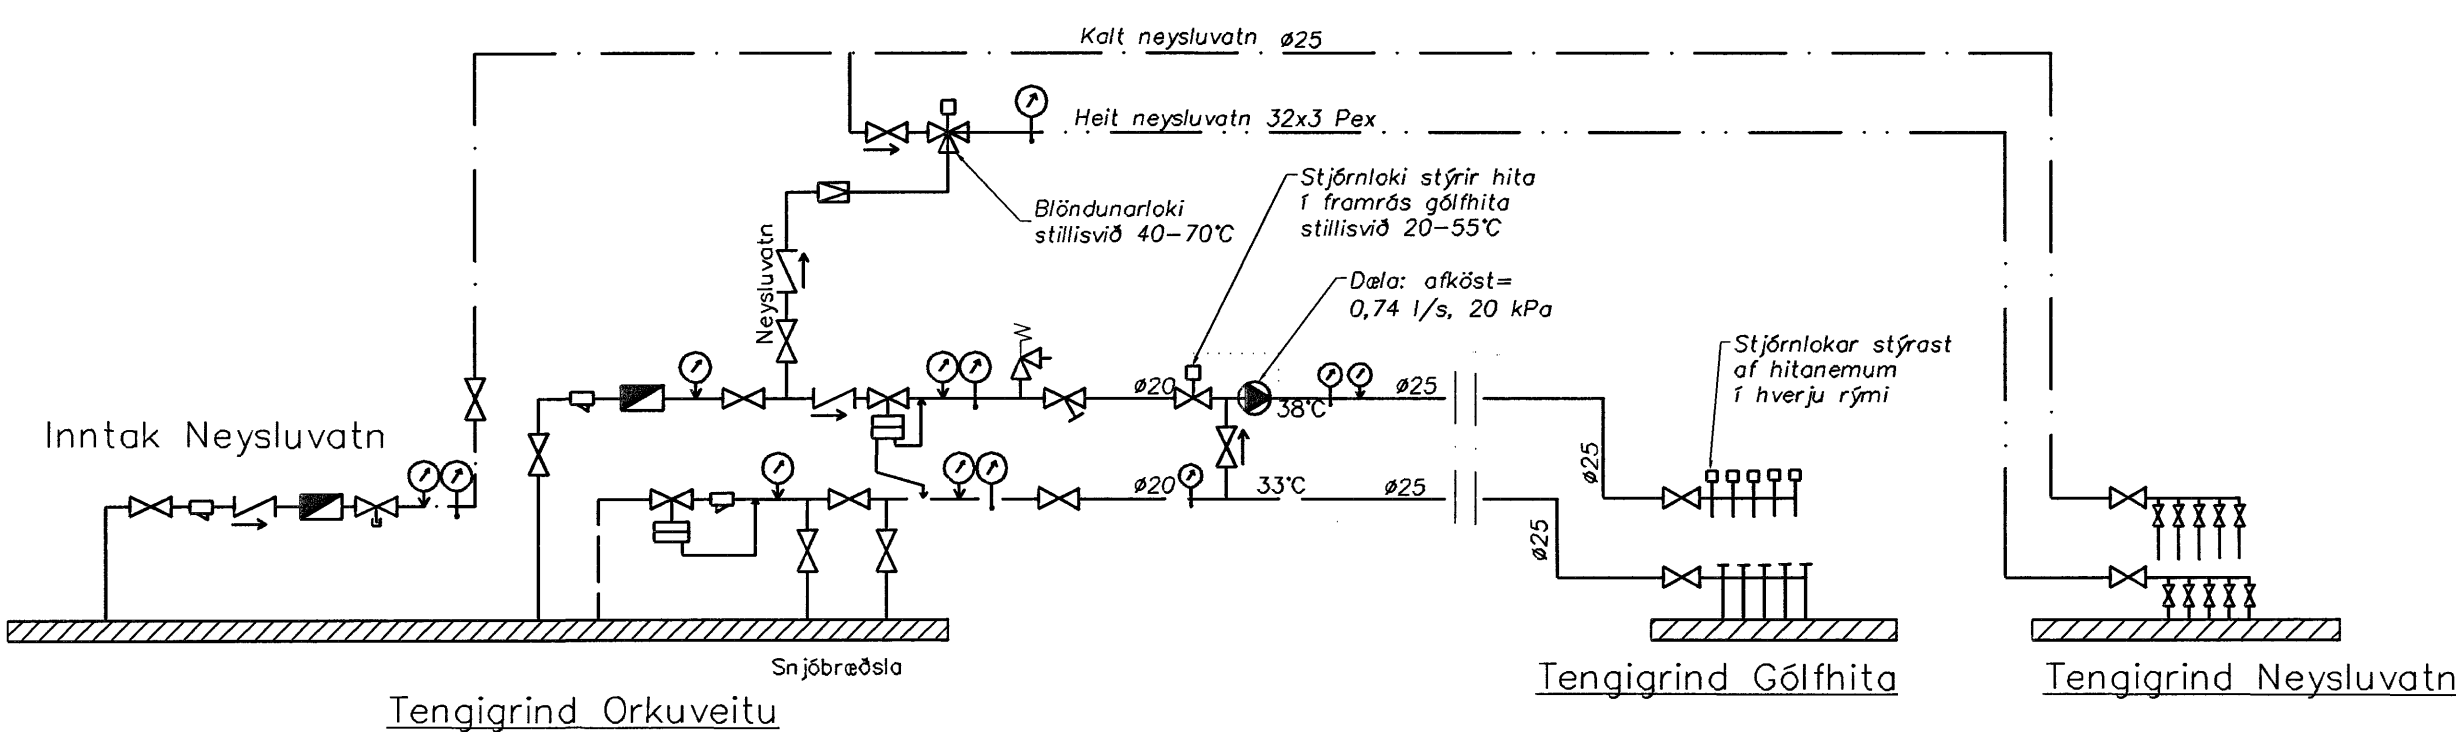 Kalt neysluvatn ø25
Heit neysluvatn 32x3 Pex
Stjórnloki stýrir hita
í framrás gólfhita
stillisvið 20-55°C
Blöndunarloki
stillisvið 40-70°C
Neysluvatn
Dæla: afköst=
0,74 l/s, 20 kPa
Stjórnlokar stýrast
af hitanemum
í hverju rými
ø20
38°C
ø25
Inntak Neysluvatn
ø25
ø20
33°C
ø25
ø25
Snjóbræðsla
Tengigrind Orkuveitu
Tengigrind Gólfhita
Tengigrind Neysluvatn